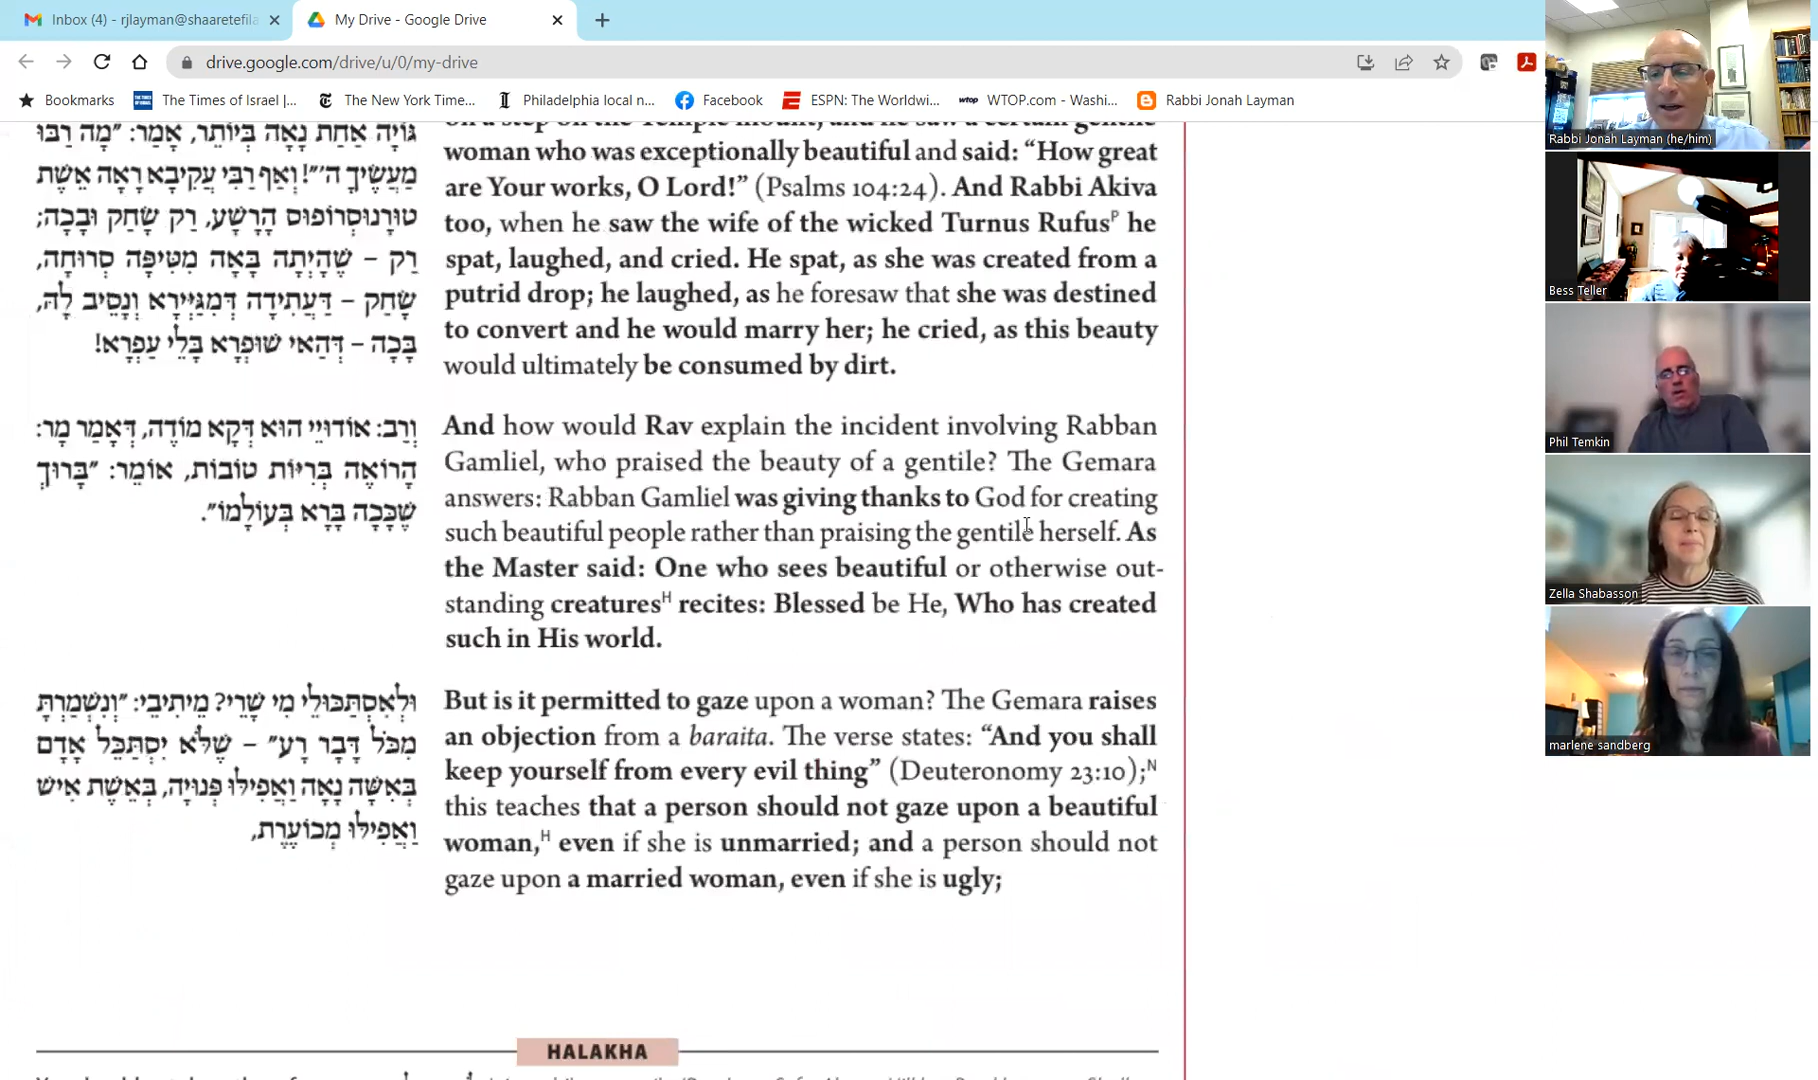 Inbox (4) - rjlayman@shaaretefila
My Drive - Google Drive
drive.google.com/drive/u/0/my-drive
Bookmarks
The Times of Israel |...
The New York Time...
Philadelphia local n...
Facebook
ESPN: The Worldwi...
WTOP.com - Washi...
Rabbi Jonah Layman
גּוֹיָה אַחַת נָאָה בְּיוֹתֵר, אָמַר: ״מָה רַבּוּ
מַעֲשֶׂיךָ ה׳״! וְאַף רַבִּי עֲקִיבָא רָאָה אֵשֶׁת
טוּרָנוּסְרוּפוּס הָרָשָׁע, רַק שָׂחַק וּבָכָה;
רַק – שֶׁהָיְתָה בָּאָה מִטִּיפָּה סְרוּחָה,
שָׂחַק – דַּעֲתִידָה דְּמִגַּיְּירָא וְנָסֵיב לָהּ,
בָּכָה – דְּהַאי שׁוּפְרָא בָּלֵי עַפְרָא!
on a step on the Temple mount, and he saw a certain gentile
woman who was exceptionally beautiful and said: “How great
are Your works, O Lord!” (Psalms 104:24). And Rabbi Akiva
too, when he saw the wife of the wicked Turnus Rufusᴾ he
spat, laughed, and cried. He spat, as she was created from a
putrid drop; he laughed, as he foresaw that she was destined
to convert and he would marry her; he cried, as this beauty
would ultimately be consumed by dirt.
וְרַב: אוֹדוּיֵי הוּא דְּקָא מוֹדֶה, דְּאָמַר מָר:
הָרוֹאֶה בְּרִיּוֹת טוֹבוֹת, אוֹמֵר: ״בָּרוּךְ
שֶׁכָּכָה בָּרָא בְּעוֹלָמוֹ״.
And how would Rav explain the incident involving Rabban
Gamliel, who praised the beauty of a gentile? The Gemara
answers: Rabban Gamliel was giving thanks to God for creating
such beautiful people rather than praising the gentile herself. As
the Master said: One who sees beautiful or otherwise out-
standing creaturesᴴ recites: Blessed be He, Who has created
such in His world.
וּלְאִסְתַּכּוּלֵי מִי שָׁרֵי? מֵיתִיבֵי: ״וְנִשְׁמַרְתָּ
מִכֹּל דָּבָר רָע״ – שֶׁלֹּא יִסְתַּכֵּל אָדָם
בְּאִשָּׁה נָאָה וַאֲפִילּוּ פְּנוּיָה, בְּאֵשֶׁת אִישׁ
וַאֲפִילּוּ מְכוֹעֶרֶת,
But is it permitted to gaze upon a woman? The Gemara raises
an objection from a baraita. The verse states: “And you shall
keep yourself from every evil thing” (Deuteronomy 23:10);ᴺ
this teaches that a person should not gaze upon a beautiful
woman,ᴴ even if she is unmarried; and a person should not
gaze upon a married woman, even if she is ugly;
HALAKHA
Rabbi Jonah Layman (he/him)
Bess Teller
Phil Temkin
Zella Shabasson
marlene sandberg